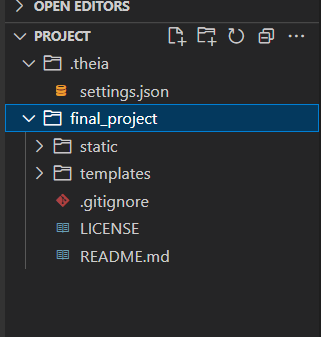 OPEN EDITORS
PROJECT
.theia
settings.json
final_project
static
templates
.gitignore
LICENSE
README.md